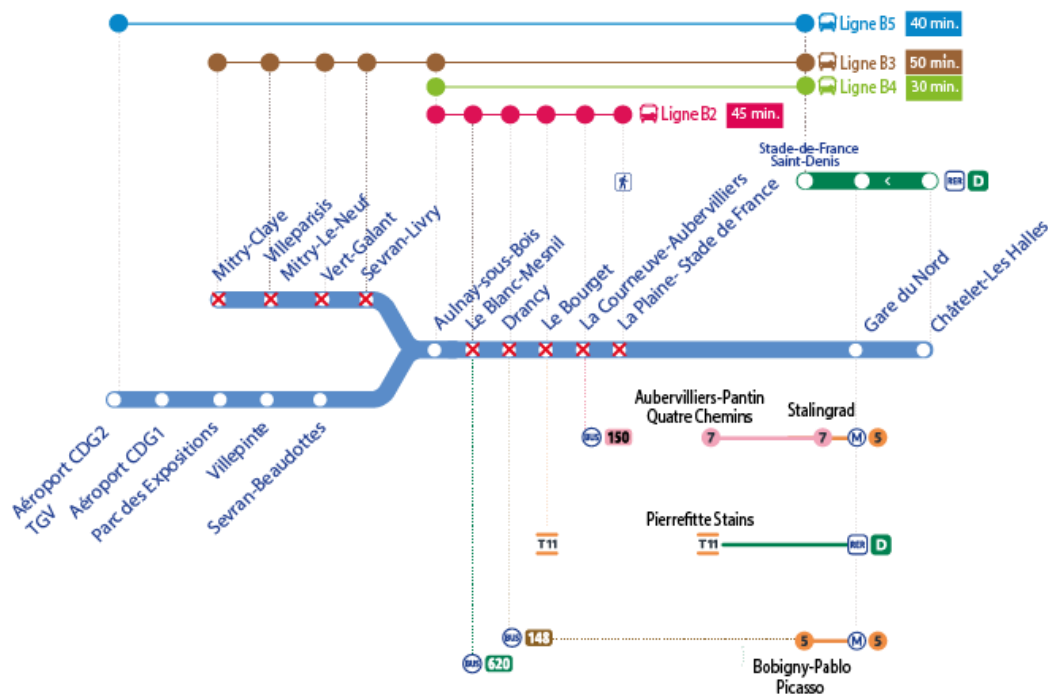 Ligne B5 40 min.
Ligne B3 50 min.
Ligne B4 30 min.
Ligne B2 45 min.
Stade-de-France
Saint-Denis
RER D
Mitry-Claye
Villeparisis
Mitry-Le-Neuf
Vert-Galant
Sevran-Livry
Aulnay-sous-Bois
Le Blanc-Mesnil
Drancy
Le Bourget
La Courneuve-Aubervilliers
La Plaine- Stade de France
Gare du Nord
Châtelet-Les Halles
Aéroport CDG2
TGV
Aéroport CDG1
Parc des Expositions
Villepinte
Sevran-Beaudottes
Aubervilliers-Pantin
Quatre Chemins
Stalingrad
BUS 150
7 7 M 5
Pierrefitte Stains
T11 T11 RER D
BUS 148
5 M 5
BUS 620
Bobigny-Pablo
Picasso